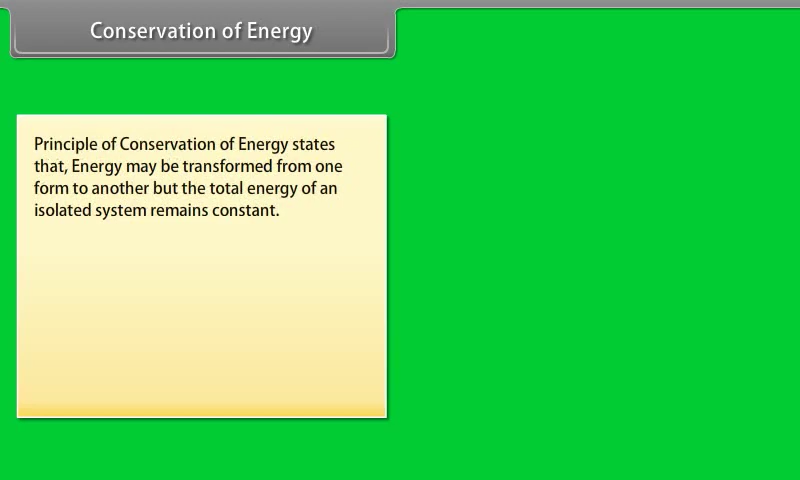 Conservation of Energy
Principle of Conservation of Energy states
that, Energy may be transformed from one
form to another but the total energy of an
isolated system remains constant.